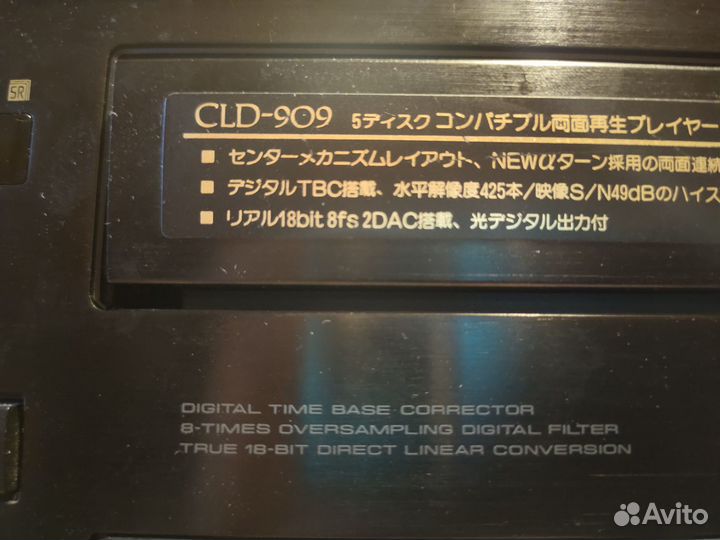 SR
CLD-909 5ディスク コンパチブル両面再生プレイヤー
■ センターメカニズムレイアウト、NEWαターン採用の両面連続
■ デジタルTBC搭載、水平解像度425本/映像S/N49dBのハイス
■ リアル18bit 8fs 2DAC搭載、光デジタル出力付
DIGITAL TIME BASE CORRECTOR
8-TIMES OVERSAMPLING DIGITAL FILTER
TRUE 18-BIT DIRECT LINEAR CONVERSION
Avito